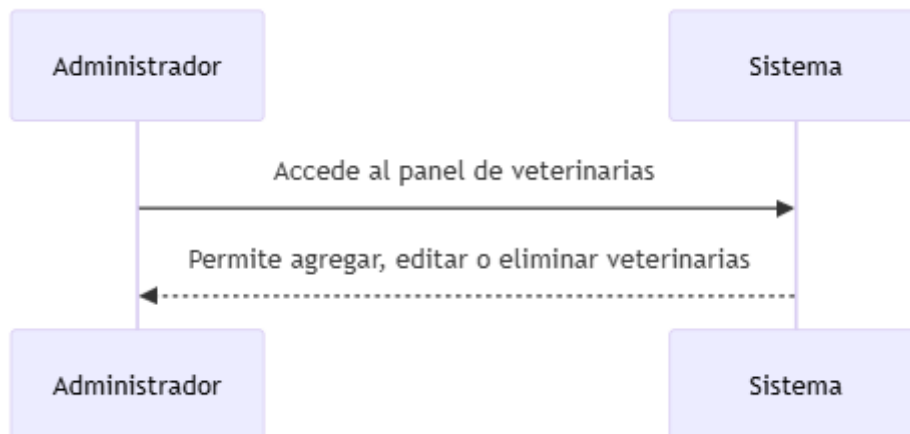 Administrador
Sistema
Accede al panel de veterinarias
Permite agregar, editar o eliminar veterinarias
Administrador
Sistema